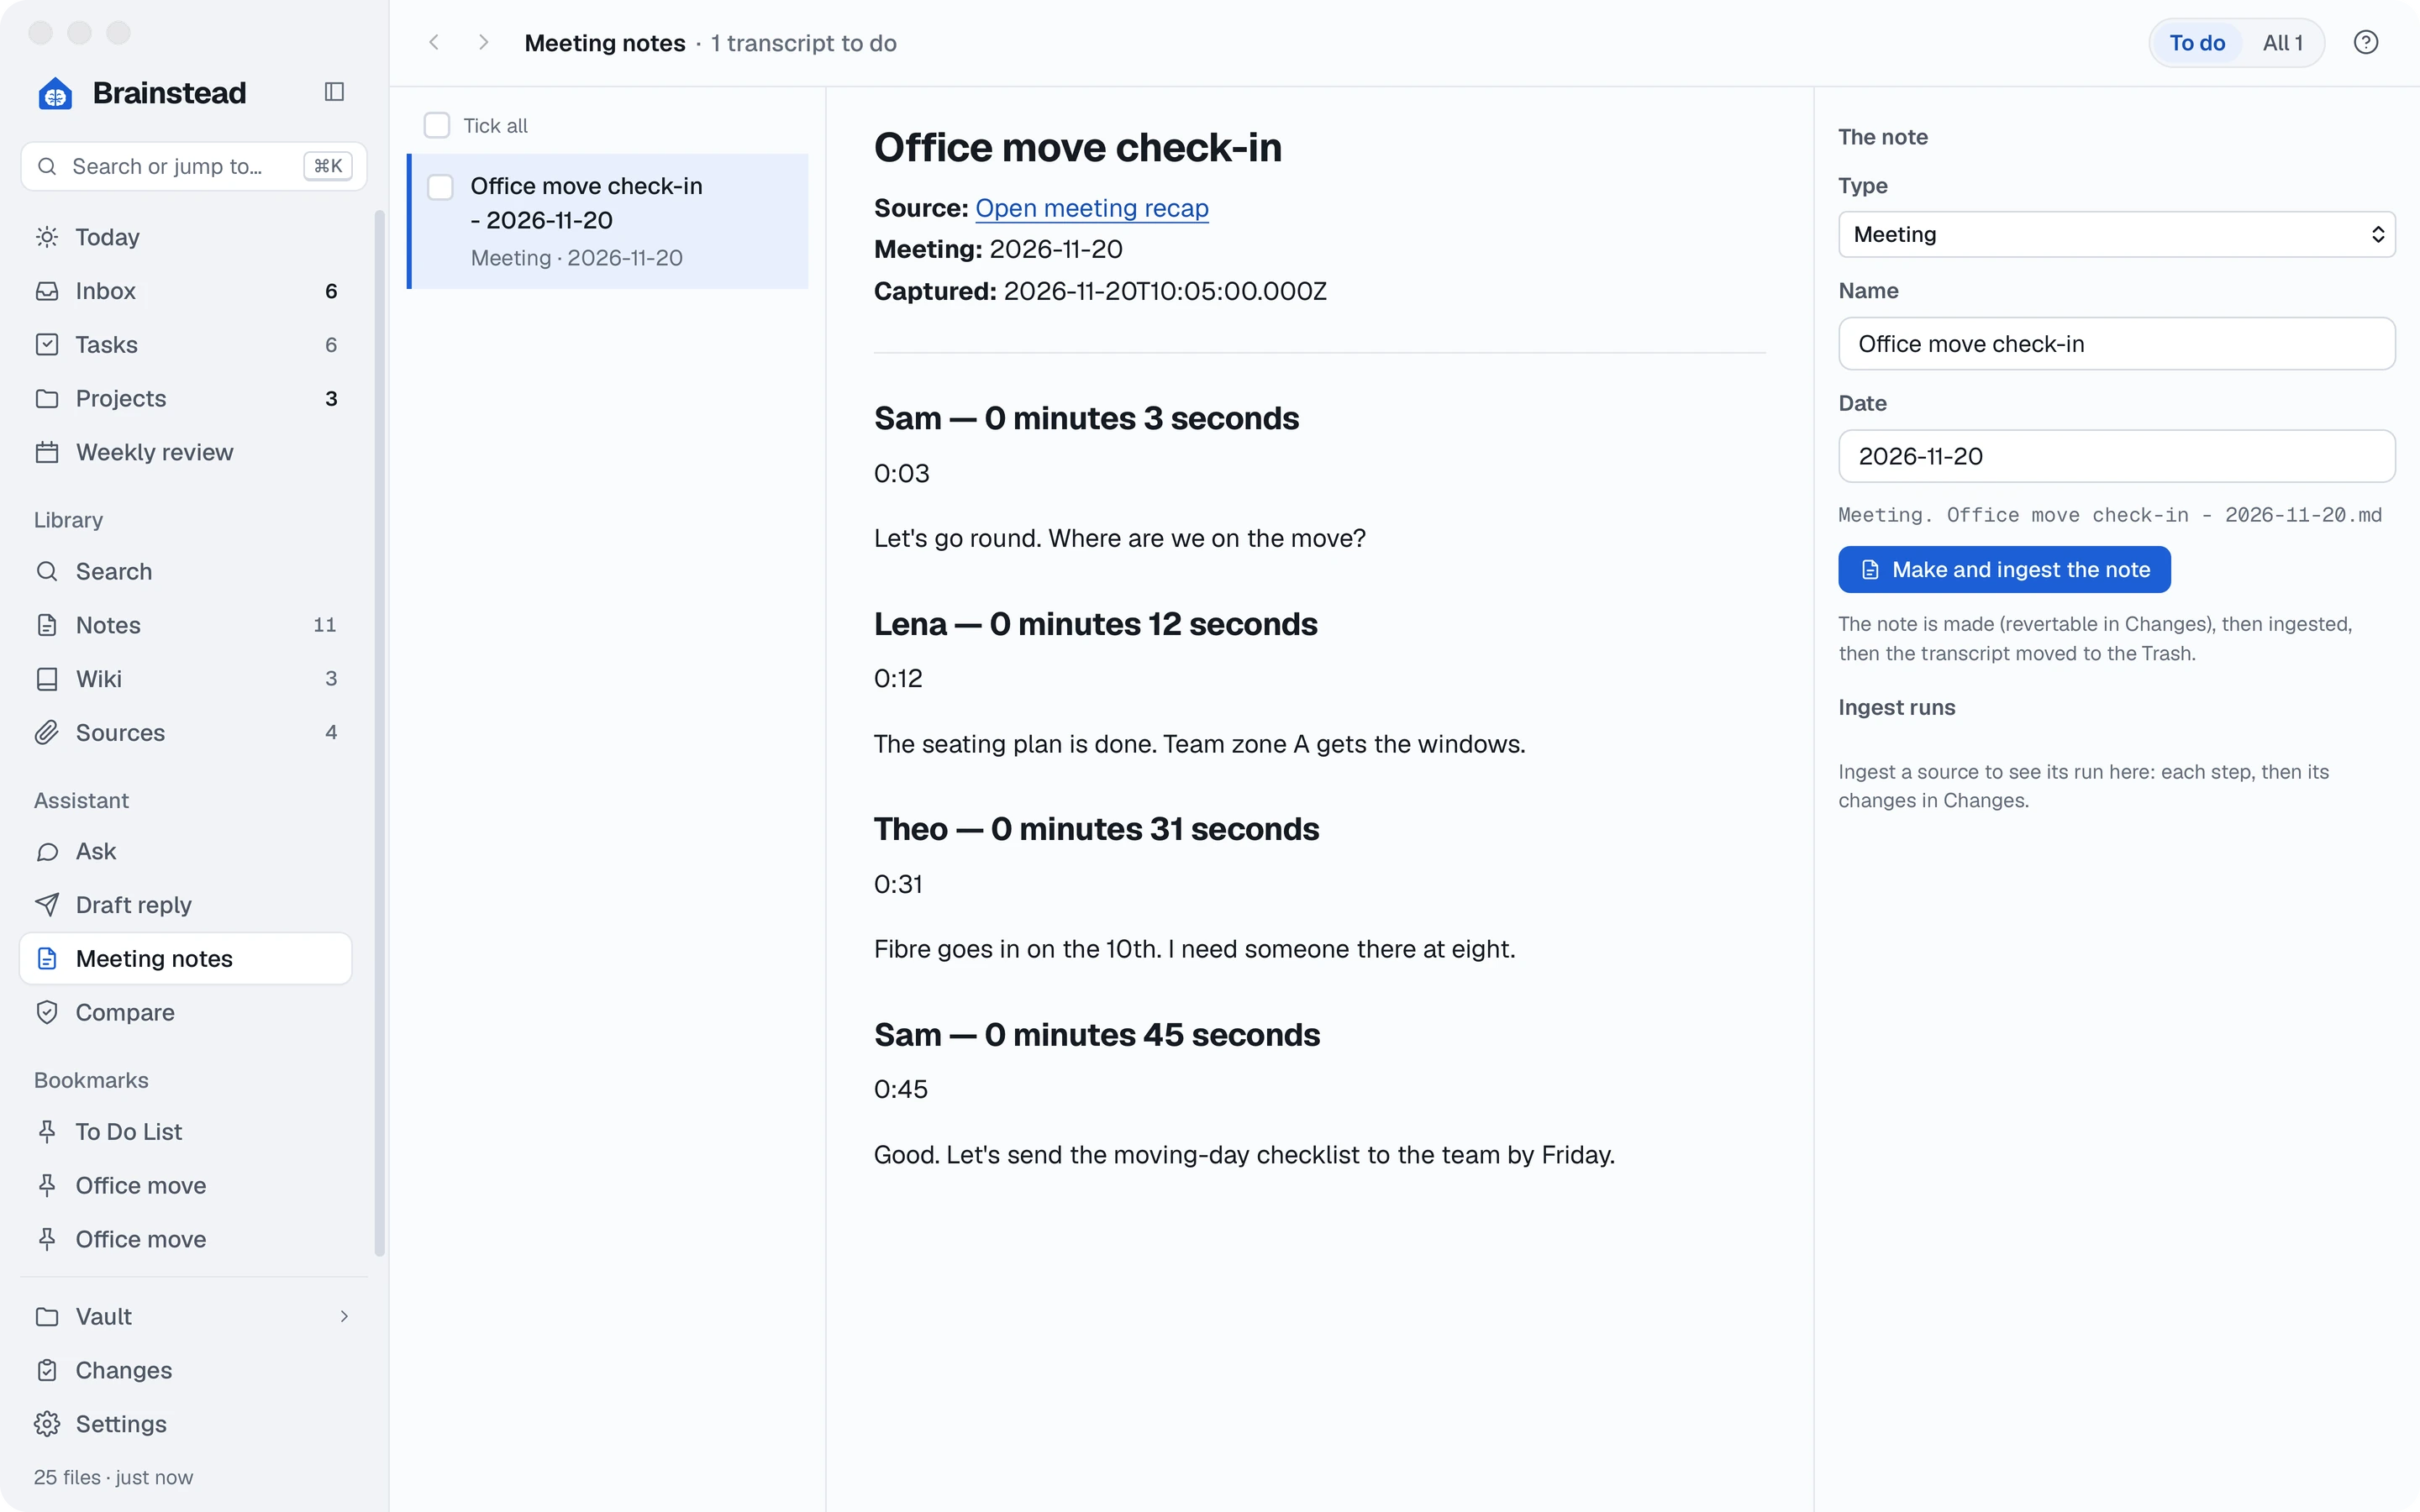 Brainstead
Search or jump to...
⌘K
Today
Inbox 6
Tasks 6
Projects 3
Weekly review
Library
Search
Notes 11
Wiki 3
Sources 4
Assistant
Ask
Draft reply
Meeting notes
Compare
Bookmarks
To Do List
Office move
Office move
Vault
Changes
Settings
25 files · just now
Meeting notes · 1 transcript to do
To do
All 1
Tick all
Office move check-in
- 2026-11-20
Meeting · 2026-11-20
Office move check-in
Source: Open meeting recap
Meeting: 2026-11-20
Captured: 2026-11-20T10:05:00.000Z
Sam — 0 minutes 3 seconds
0:03
Let's go round. Where are we on the move?
Lena — 0 minutes 12 seconds
0:12
The seating plan is done. Team zone A gets the windows.
Theo — 0 minutes 31 seconds
0:31
Fibre goes in on the 10th. I need someone there at eight.
Sam — 0 minutes 45 seconds
0:45
Good. Let's send the moving-day checklist to the team by Friday.
The note
Type
Meeting
Name
Office move check-in
Date
2026-11-20
Meeting. Office move check-in - 2026-11-20.md
Make and ingest the note
The note is made (revertable in Changes), then ingested,
then the transcript moved to the Trash.
Ingest runs
Ingest a source to see its run here: each step, then its
changes in Changes.